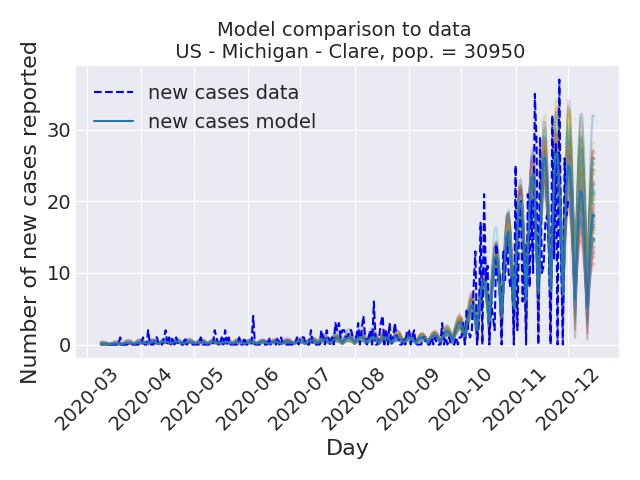 Model comparison to data
US - Michigan - Clare, pop. = 30950
new cases data
new cases model
Number of new cases reported
30
20
10
0
2020-03
2020-04
2020-05
2020-06
2020-07
2020-08
2020-09
2020-10
2020-11
2020-12
Day